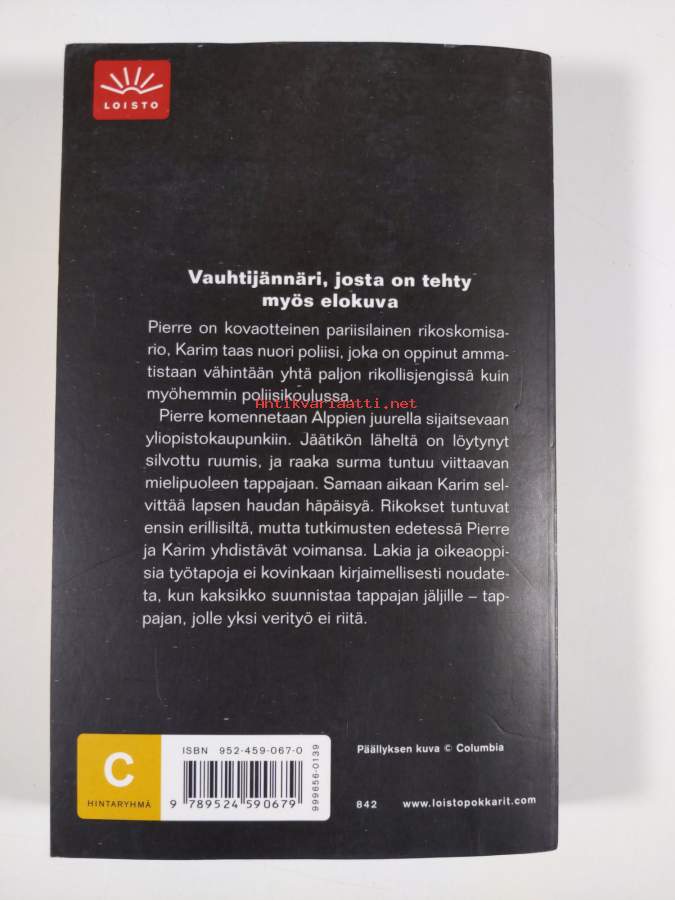 LOISTO
Vauhtijännäri, josta on tehty
myös elokuva
Pierre on kovaotteinen pariisilainen rikoskomisa-
rio, Karim taas nuori poliisi, joka on oppinut amma-
tistaan vähintään yhtä paljon rikollisjengissä kuin
myöhemmin poliisikoulussa.
Antikvariaatti.net
Pierre komennetaan Alppien juurella sijaitsevaan
yliopistokaupunkiin. Jäätikön läheltä on löytynyt
silvottu ruumis, ja raaka surma tuntuu viittaavan
mielipuoleen tappajaan. Samaan aikaan Karim sel-
vittää lapsen haudan häpäisyä. Rikokset tuntuvat
ensin erillisiltä, mutta tutkimusten edetessä Pierre
ja Karim yhdistävät voimansa. Lakia ja oikeaoppi-
sia työtapoja ei kovinkaan kirjaimellisesti noudate-
ta, kun kaksikko suunnistaa tappajan jäljille – tap-
pajan, jolle yksi verityö ei riitä.
C
HINTARYHMÄ
ISBN 952-459-067-0
9 789524 590679
999656-0139
Päällyksen kuva © Columbia
842 www.loistopokkarit.com